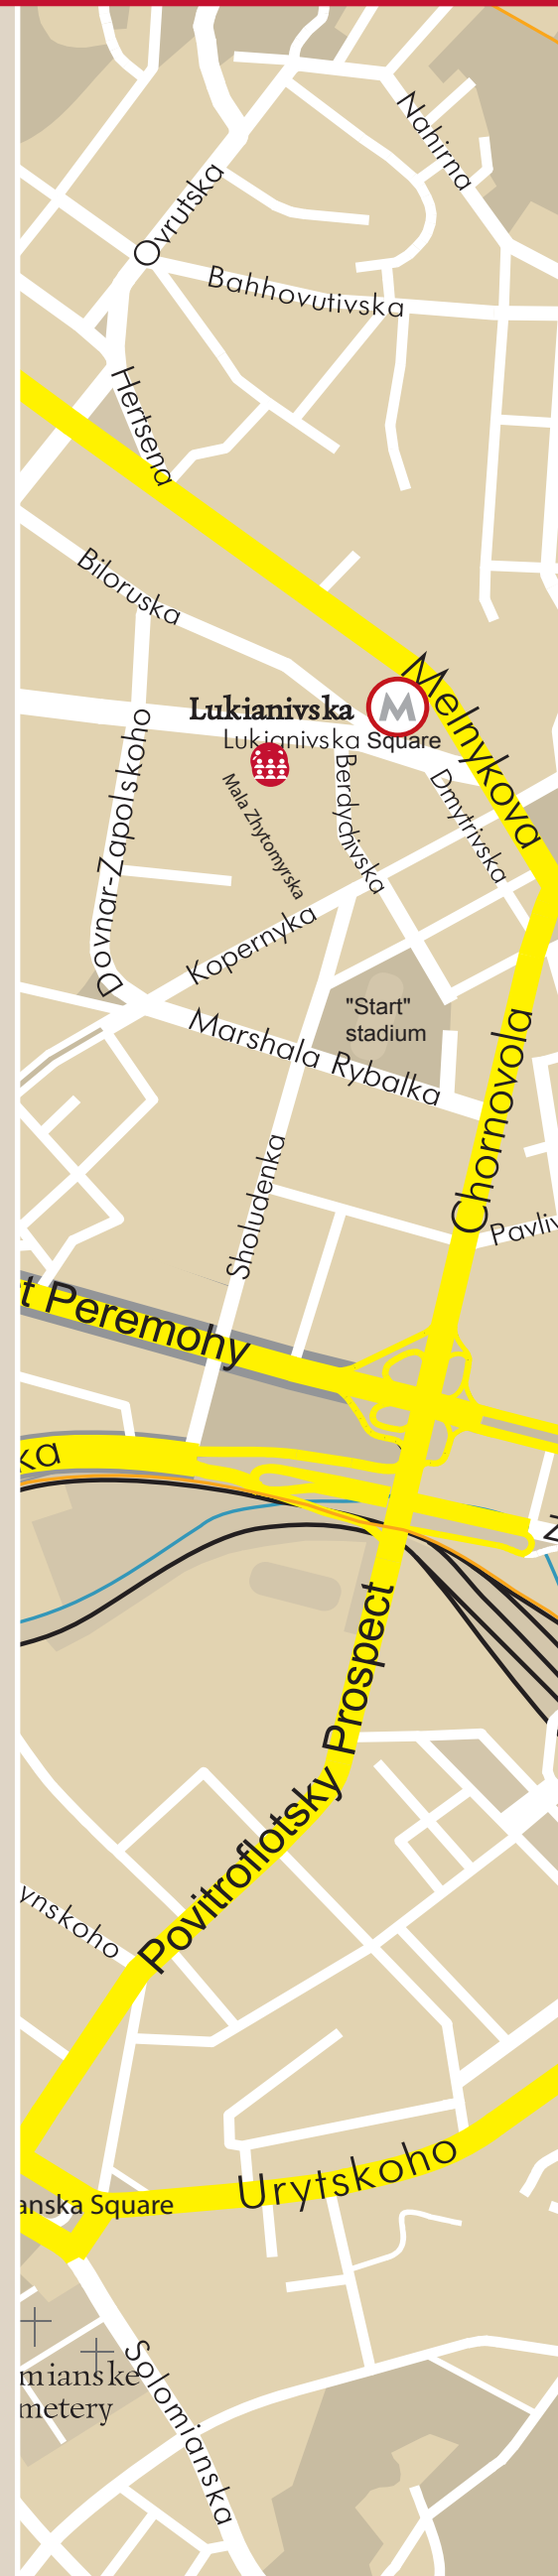 Nahirna
Ovrutska
Bahhovutivska
Hertsena
Biloruska
Melnykova
M
Lukianivska
Lukianivska Square
Dovnar-Zapolskoho
Mala Zhytomyrska
Berdychivska
Dmytrivska
Kopernyka
"Start"
stadium
Marshala Rybalka
Chornovola
Sholudenka
Pavliv
t Peremohy
ka
Z
Povitroflotsky Prospect
ynskoho
Urytskoho
anska Square
Solomianska
mianske
metery